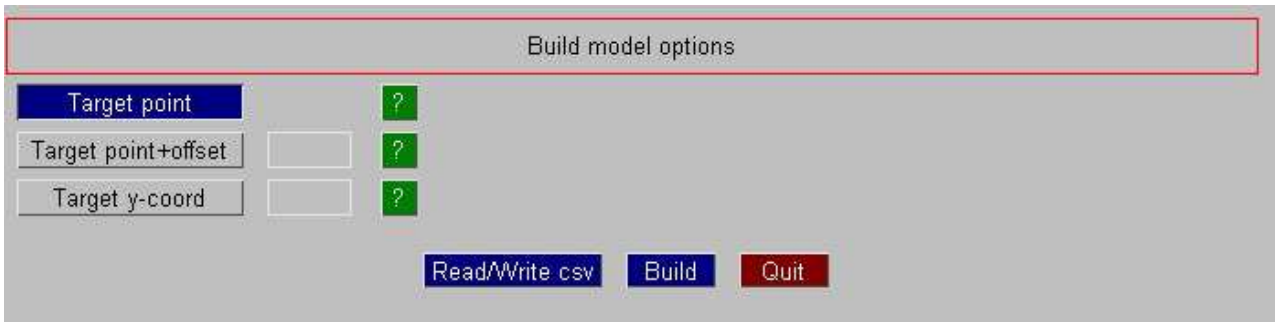 Build model options
Target point ?
Target point+offset ?
Target y-coord ?
Read/Write csv Build Quit